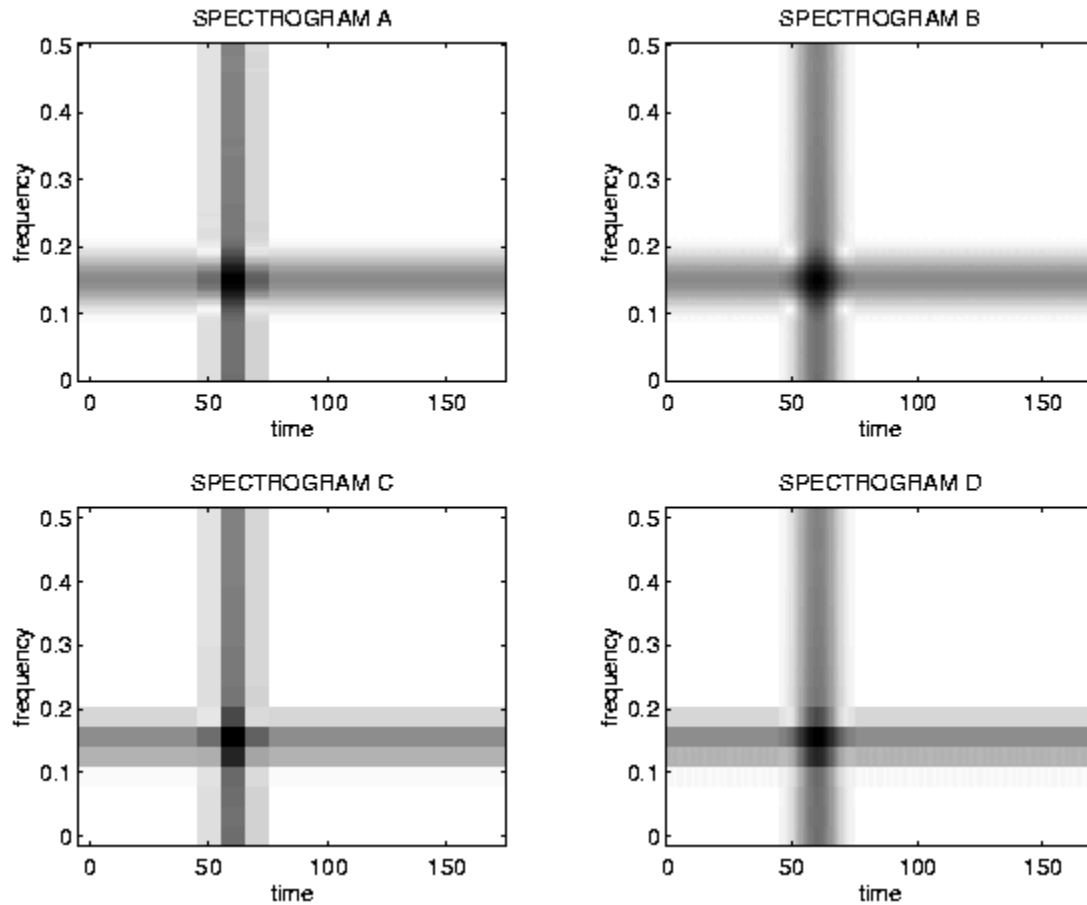 SPECTROGRAM A
0.5
0.4
0.3
0.2
0.1
0
frequency
0 50 100 150
time
SPECTROGRAM B
0.5
0.4
0.3
0.2
0.1
0
frequency
0 50 100 150
time
SPECTROGRAM C
0.5
0.4
0.3
0.2
0.1
0
frequency
0 50 100 150
time
SPECTROGRAM D
0.5
0.4
0.3
0.2
0.1
0
frequency
0 50 100 150
time